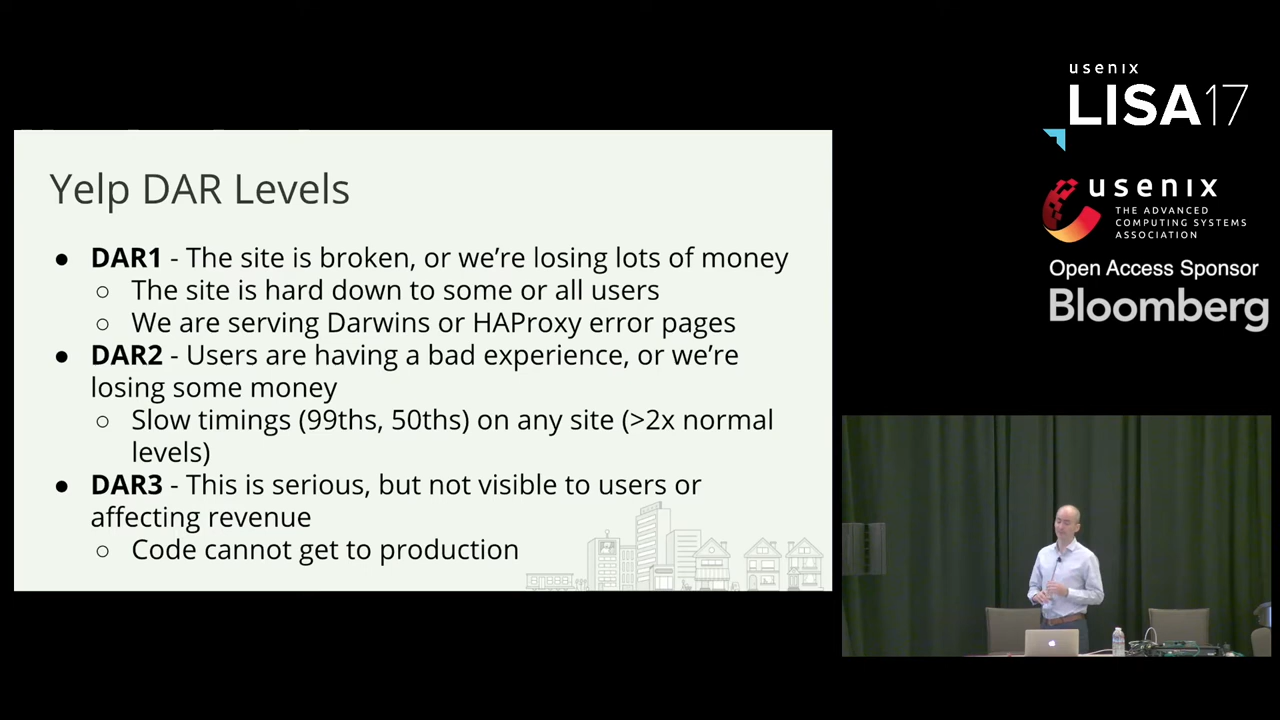 Yelp DAR Levels
● DAR1 - The site is broken, or we're losing lots of money
○ The site is hard down to some or all users
○ We are serving Darwins or HAProxy error pages
● DAR2 - Users are having a bad experience, or we're
losing some money
○ Slow timings (99ths, 50ths) on any site (>2x normal
levels)
● DAR3 - This is serious, but not visible to users or
affecting revenue
○ Code cannot get to production
usenix
LISA17
usenix
THE ADVANCED
COMPUTING SYSTEMS
ASSOCIATION
Open Access Sponsor
Bloomberg